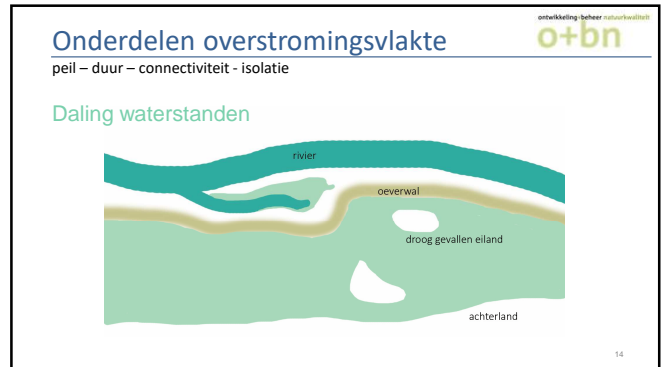 ontwikkeling+beheer natuurkwaliteit
o+bn
Onderdelen overstromingsvlakte
peil – duur – connectiviteit - isolatie
Daling waterstanden
rivier
oeverwal
droog gevallen eiland
achterland
14